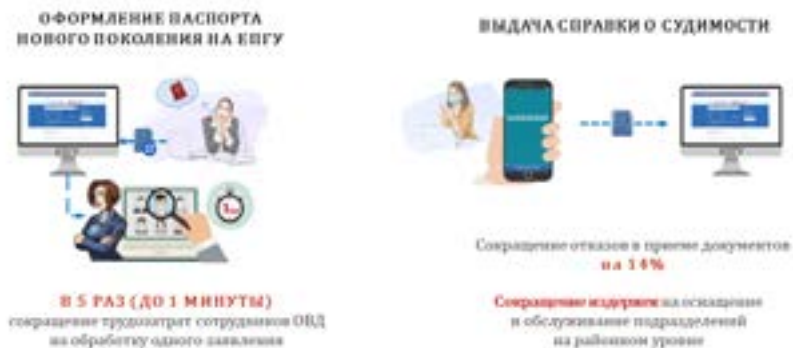 ОФОРМЛЕНИЕ ПАСПОРТА
НОВОГО ПОКОЛЕНИЯ НА ЕПГУ
В 5 РАЗ (ДО 1 МИНУТЫ)
сокращение трудозатрат сотрудников ОВД
на обработку одного заявления
ВЫДАЧА СПРАВКИ О СУДИМОСТИ
Сокращение отказов в приеме документов
на 14%
Сокращение издержек на оснащение
и обслуживание подразделений
на районном уровне